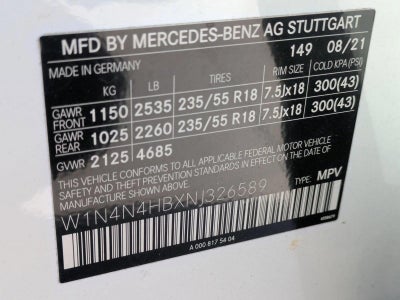 MFD BY MERCEDES-BENZ AG STUTTGART
MADE IN GERMANY 149 08/21
KG LB TIRES RIM SIZE COLD KPA (PSI)
GAWR FRONT 1150 2535 235/55 R18 7.5Jx18 300(43)
GAWR REAR 1025 2260 235/55 R18 7.5Jx18 300(43)
GVWR 2125 4685
THIS VEHICLE CONFORMS TO ALL APPLICABLE FEDERAL MOTOR VEHICLE
SAFETY AND THEFT PREVENTION STANDARDS IN EFFECT ON THE DATE OF
MANUFACTURE SHOWN ABOVE.
W1N4N4HBXNJ326589 TYPE: MPV
A 000 817 54 04